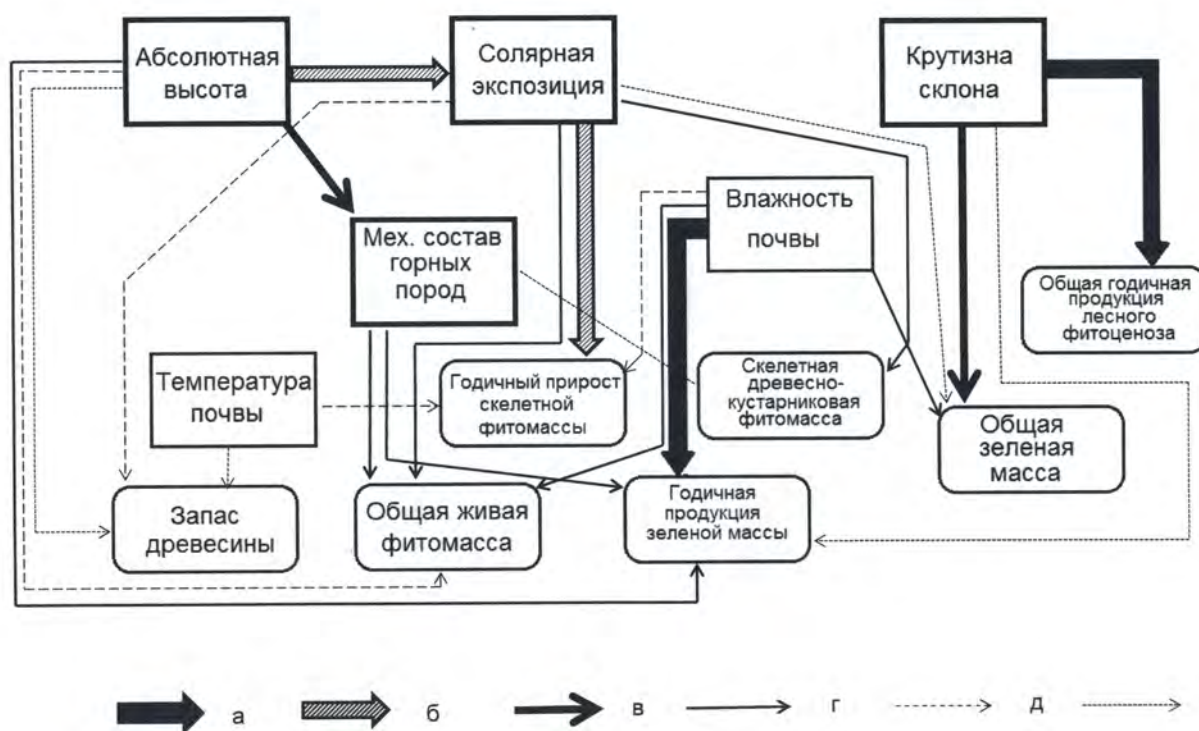 Абсолютная
высота
Солярная
экспозиция
Крутизна
склона
Мех. состав
горных
пород
Влажность
почвы
Общая годичная
продукция
лесного
фитоценоза
Температура
почвы
Годичный прирост
скелетной
фитомассы
Скелетная
древесно-
кустарниковая
фитомасса
Общая
зеленая
масса
Запас
древесины
Общая живая
фитомасса
Годичная
продукция
зеленой массы
а
б
в
г
д